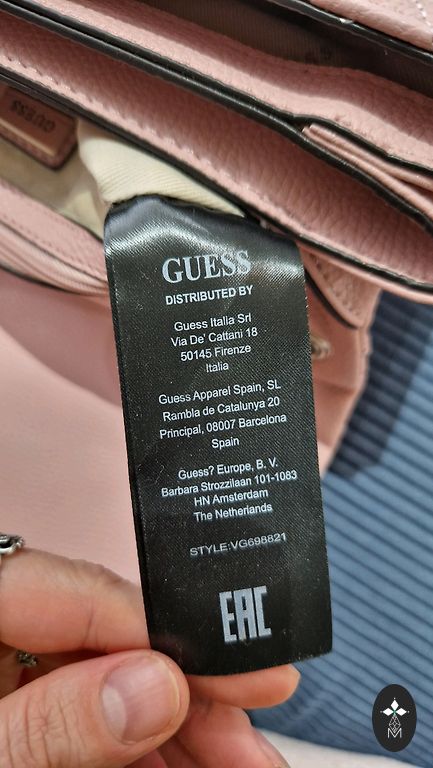 GUESS
GUESS
DISTRIBUTED BY
Guess Italia Srl
Via De' Cattani 18
50145 Firenze
Italia
Guess Apparel Spain, SL
Rambla de Catalunya 20
Principal, 08007 Barcelona
Spain
Guess? Europe, B. V.
Barbara Strozzilaan 101-1083
HN Amsterdam
The Netherlands
STYLE:VG698821
EAC
M